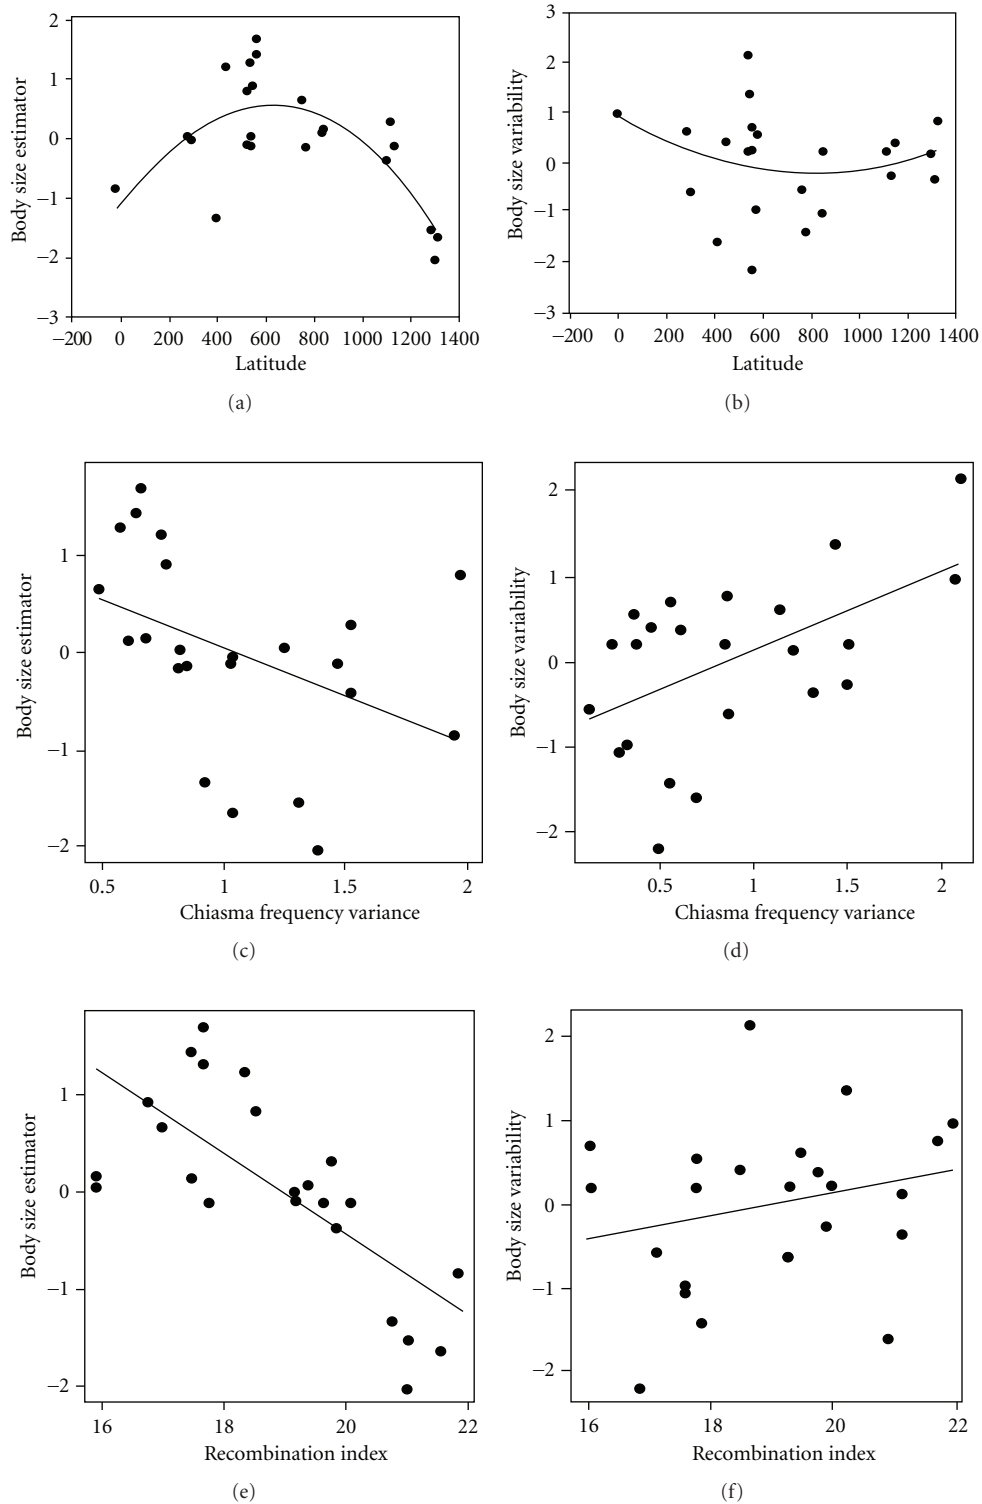 2
1
0
−1
−2
−3
Body size estimator
−200 0 200 400 600 800 1000 1200 1400
Latitude
(a)
3
2
1
0
−1
−2
−3
Body size variability
−200 0 200 400 600 800 1000 1200 1400
Latitude
(b)
1
0
−1
−2
Body size estimator
0.5 1 1.5 2
Chiasma frequency variance
(c)
2
1
0
−1
−2
Body size variability
0.5 1 1.5 2
Chiasma frequency variance
(d)
1
0
−1
−2
Body size estimator
16 18 20 22
Recombination index
(e)
2
1
0
−1
−2
Body size variability
16 18 20 22
Recombination index
(f)